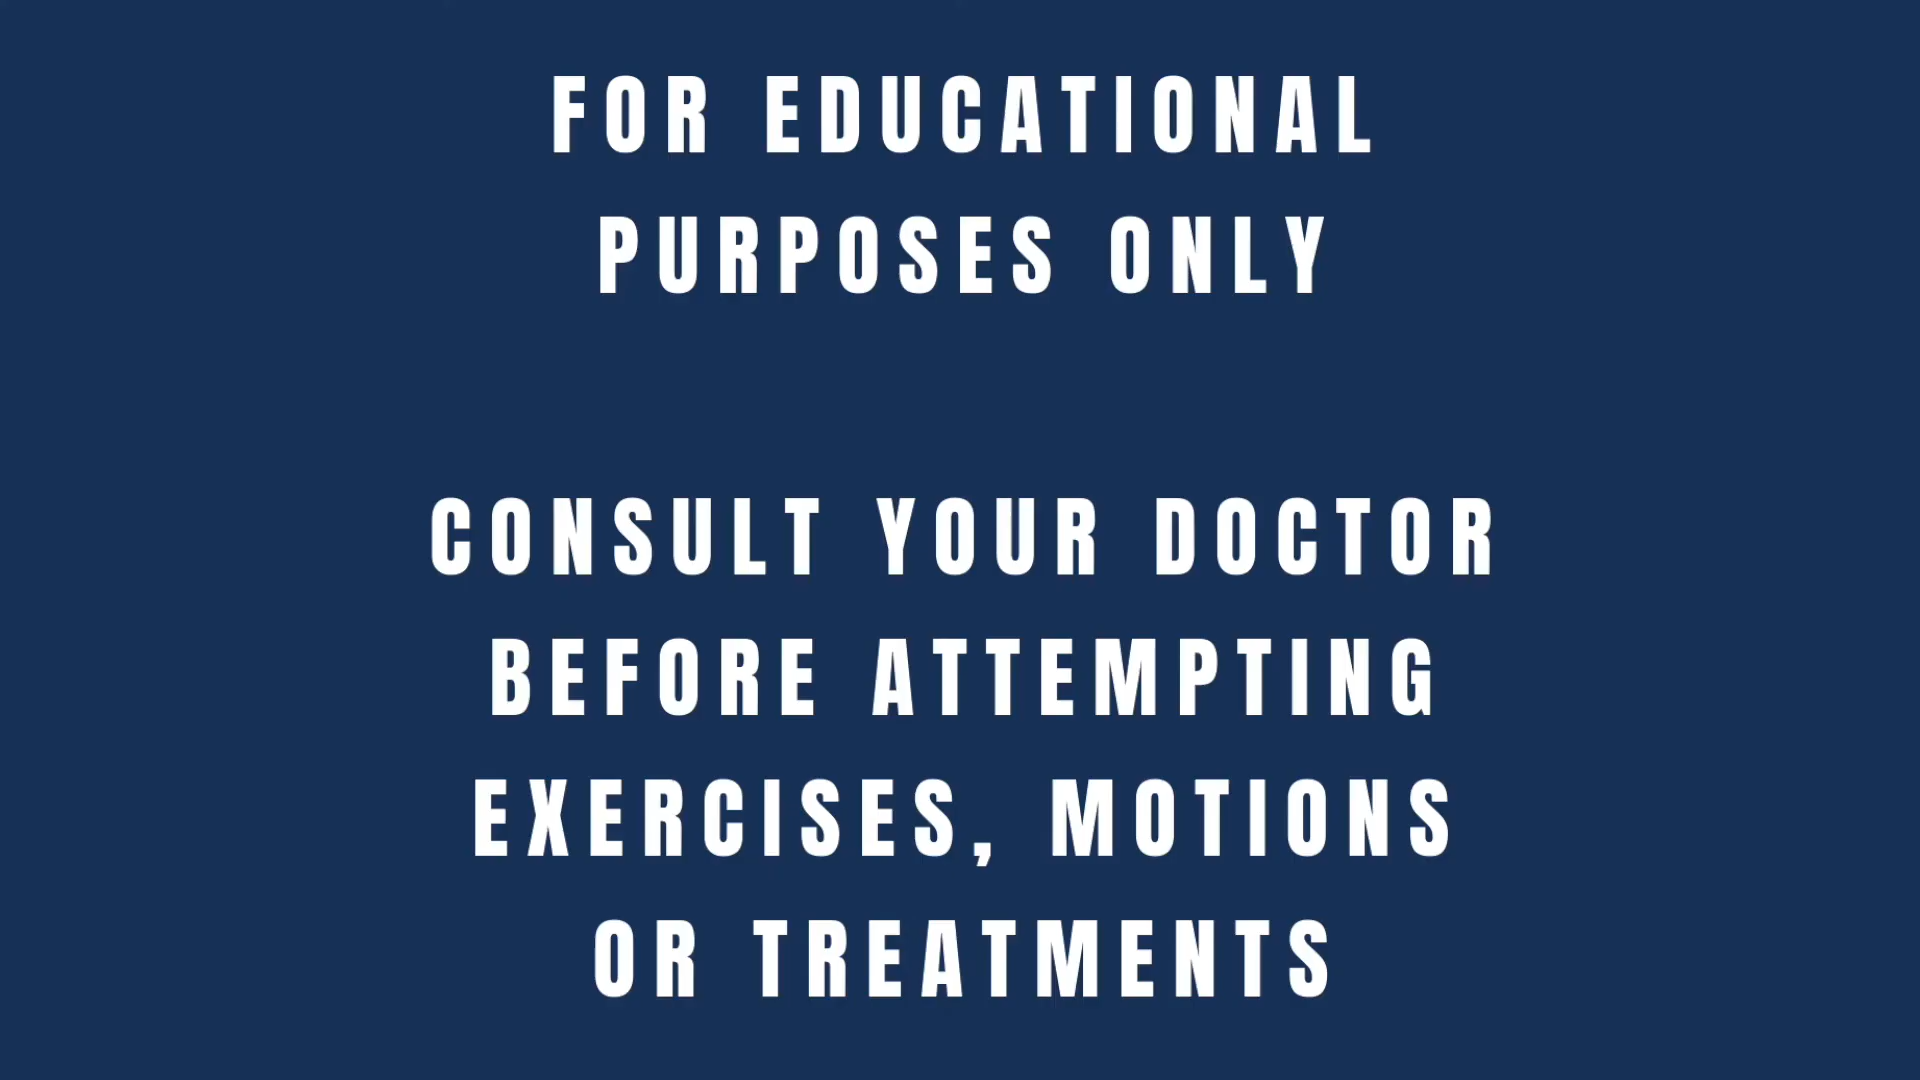 FOR EDUCATIONAL
PURPOSES ONLY
CONSULT YOUR DOCTOR
BEFORE ATTEMPTING
EXERCISES, MOTIONS
OR TREATMENTS